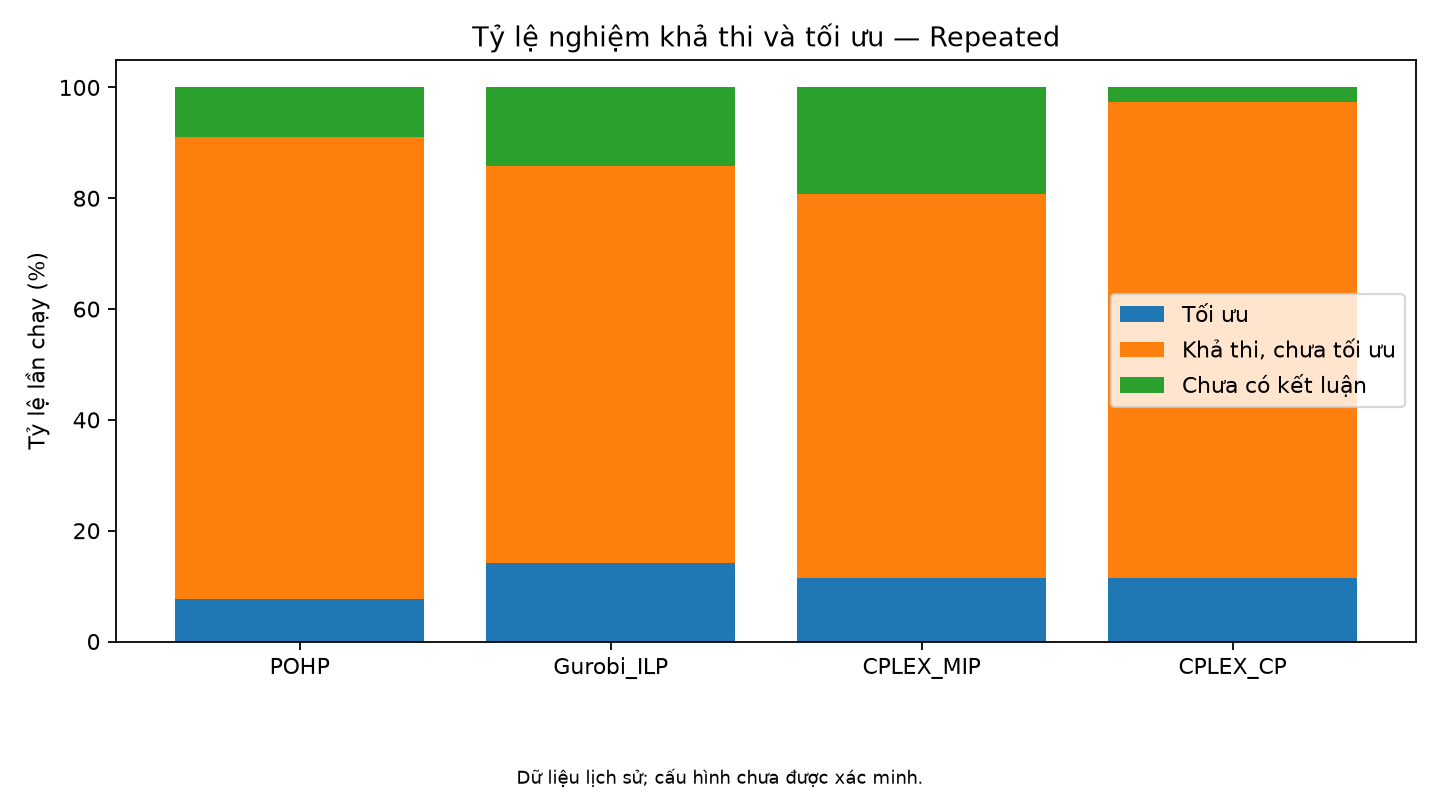 Tỷ lệ nghiệm khả thi và tối ưu — Repeated
Tỷ lệ lần chạy (%)
100
80
60
40
20
0
Tối ưu
Khả thi, chưa tối ưu
Chưa có kết luận
POHP
Gurobi_ILP
CPLEX_MIP
CPLEX_CP
Dữ liệu lịch sử; cấu hình chưa được xác minh.